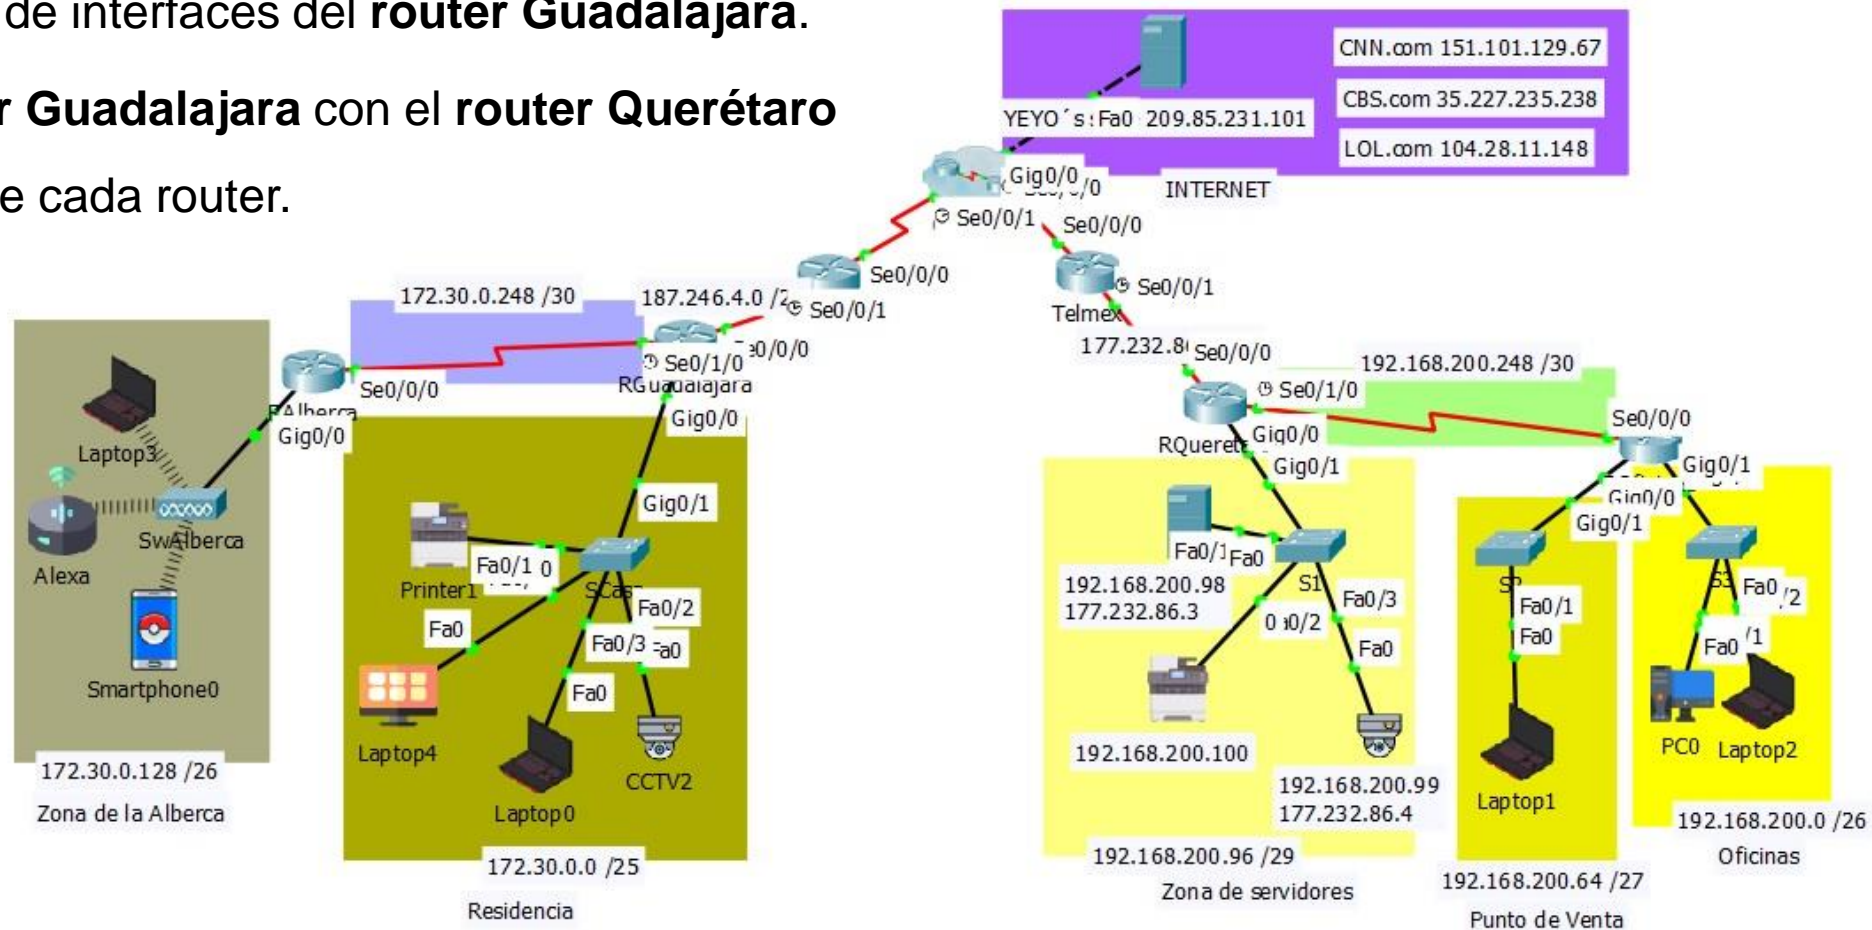 de interfaces del router Guadalajara.
Guadalajara con el router Querétaro
e cada router.
CNN.com 151.101.129.67
CBS.com 35.227.235.238
LOL.com 104.28.11.148
YEYO´s
Fa0
209.85.231.101
INTERNET
Gig0/0
Se0/0/1
Se0/0/0
Se0/0/0
Se0/0/1
Se0/0/1
Telmex
172.30.0.248 /30
187.246.4.0
Se0/0/0
Se0/1/0
RGuadalajara
Gig0/0
Gig0/0
Laptop3
SwAlberca
Alexa
Smartphone0
172.30.0.128 /26
Zona de la Alberca
Gig0/1
Fa0/1
Printer1
Fa0
Fa0/2
Fa0/3
Fa0
Laptop4
Laptop0
CCTV2
172.30.0.0 /25
Residencia
Se0/0/0
192.168.200.248 /30
Se0/1/0
Gig0/0
Gig0/1
Fa0
S1
192.168.200.98
177.232.86.3
Fa0/3
Fa0
192.168.200.100
192.168.200.99
177.232.86.4
192.168.200.96 /29
Zona de servidores
Se0/0/0
Gig0/1
Gig0/0
Gig0/1
Fa0/1
Fa0
Laptop1
192.168.200.64 /27
Punto de Venta
S3
Fa0
Fa0
PC0
Laptop2
192.168.200.0 /26
Oficinas